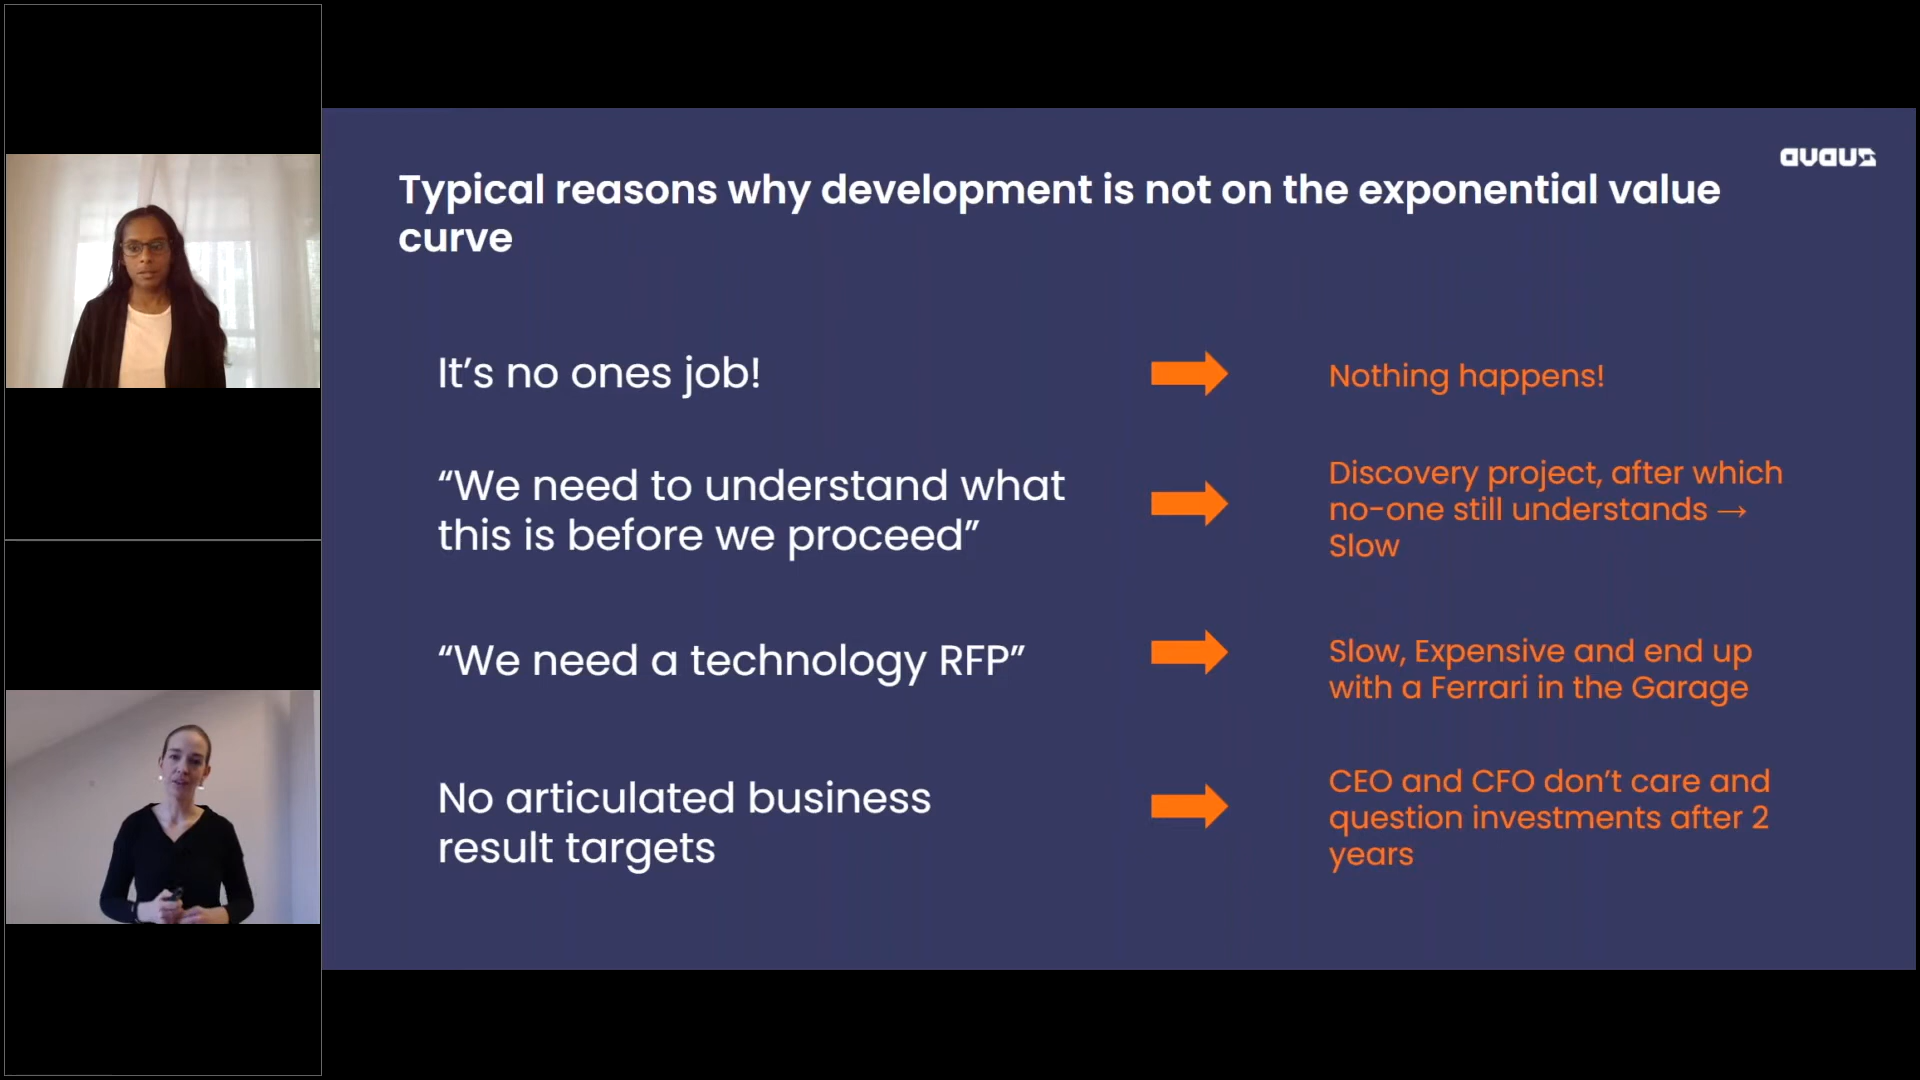 avaus
Typical reasons why development is not on the exponential value
curve
It’s no ones job!
Nothing happens!
“We need to understand what
this is before we proceed”
Discovery project, after which
no-one still understands →
Slow
“We need a technology RFP”
Slow, Expensive and end up
with a Ferrari in the Garage
No articulated business
result targets
CEO and CFO don’t care and
question investments after 2
years